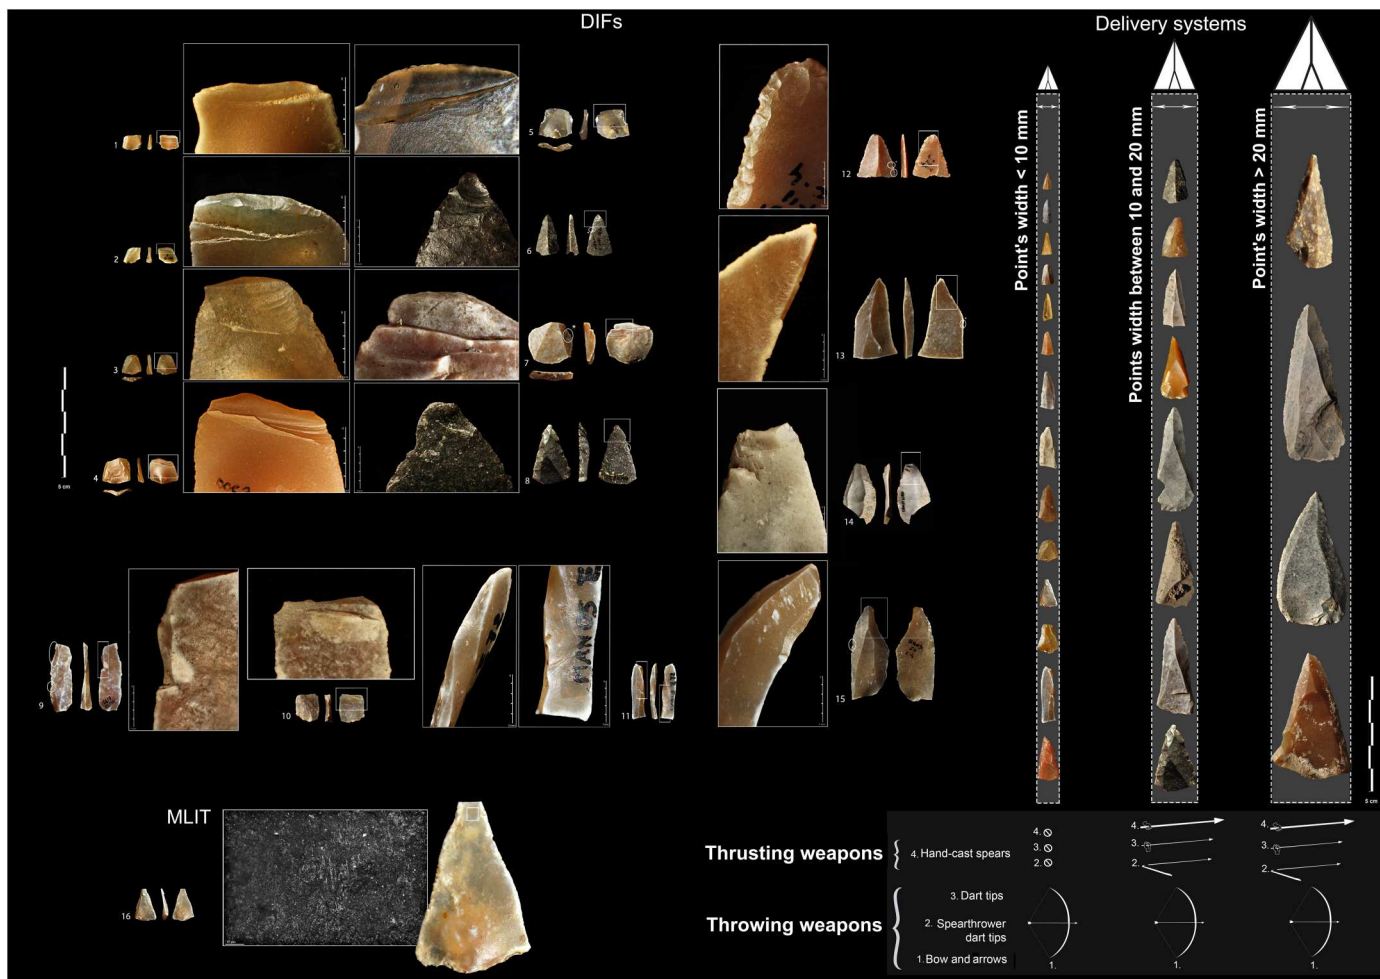 DIFs
Delivery systems
Point's width < 10 mm
Points width between 10 and 20 mm
Point's width > 20 mm
1
2
3
4
5
6
7
8
5 cm
9
10
11
MAN 05
12
13
14
15
MLIT
16
5 cm
Thrusting weapons
4. Hand-cast spears
4.
3.
2.
4.
3.
2.
4.
3.
2.
Throwing weapons
3. Dart tips
2. Spearthrower
dart tips
1. Bow and arrows
1.
1.
1.